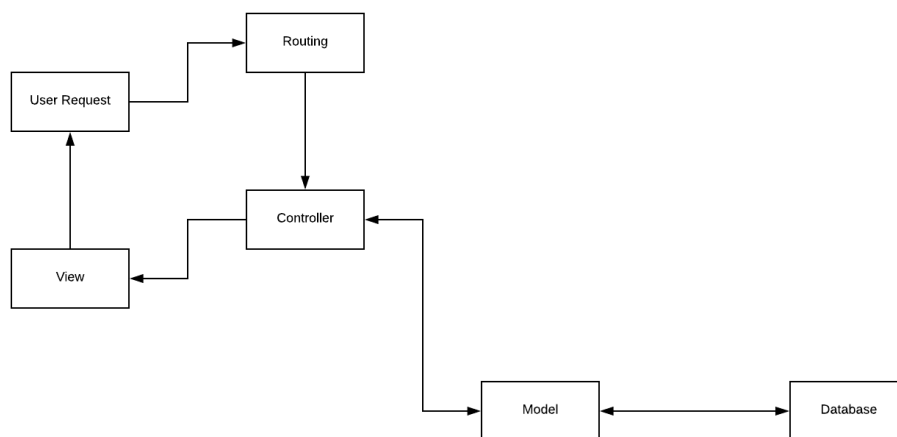 Routing
User Request
Controller
View
Model
Database